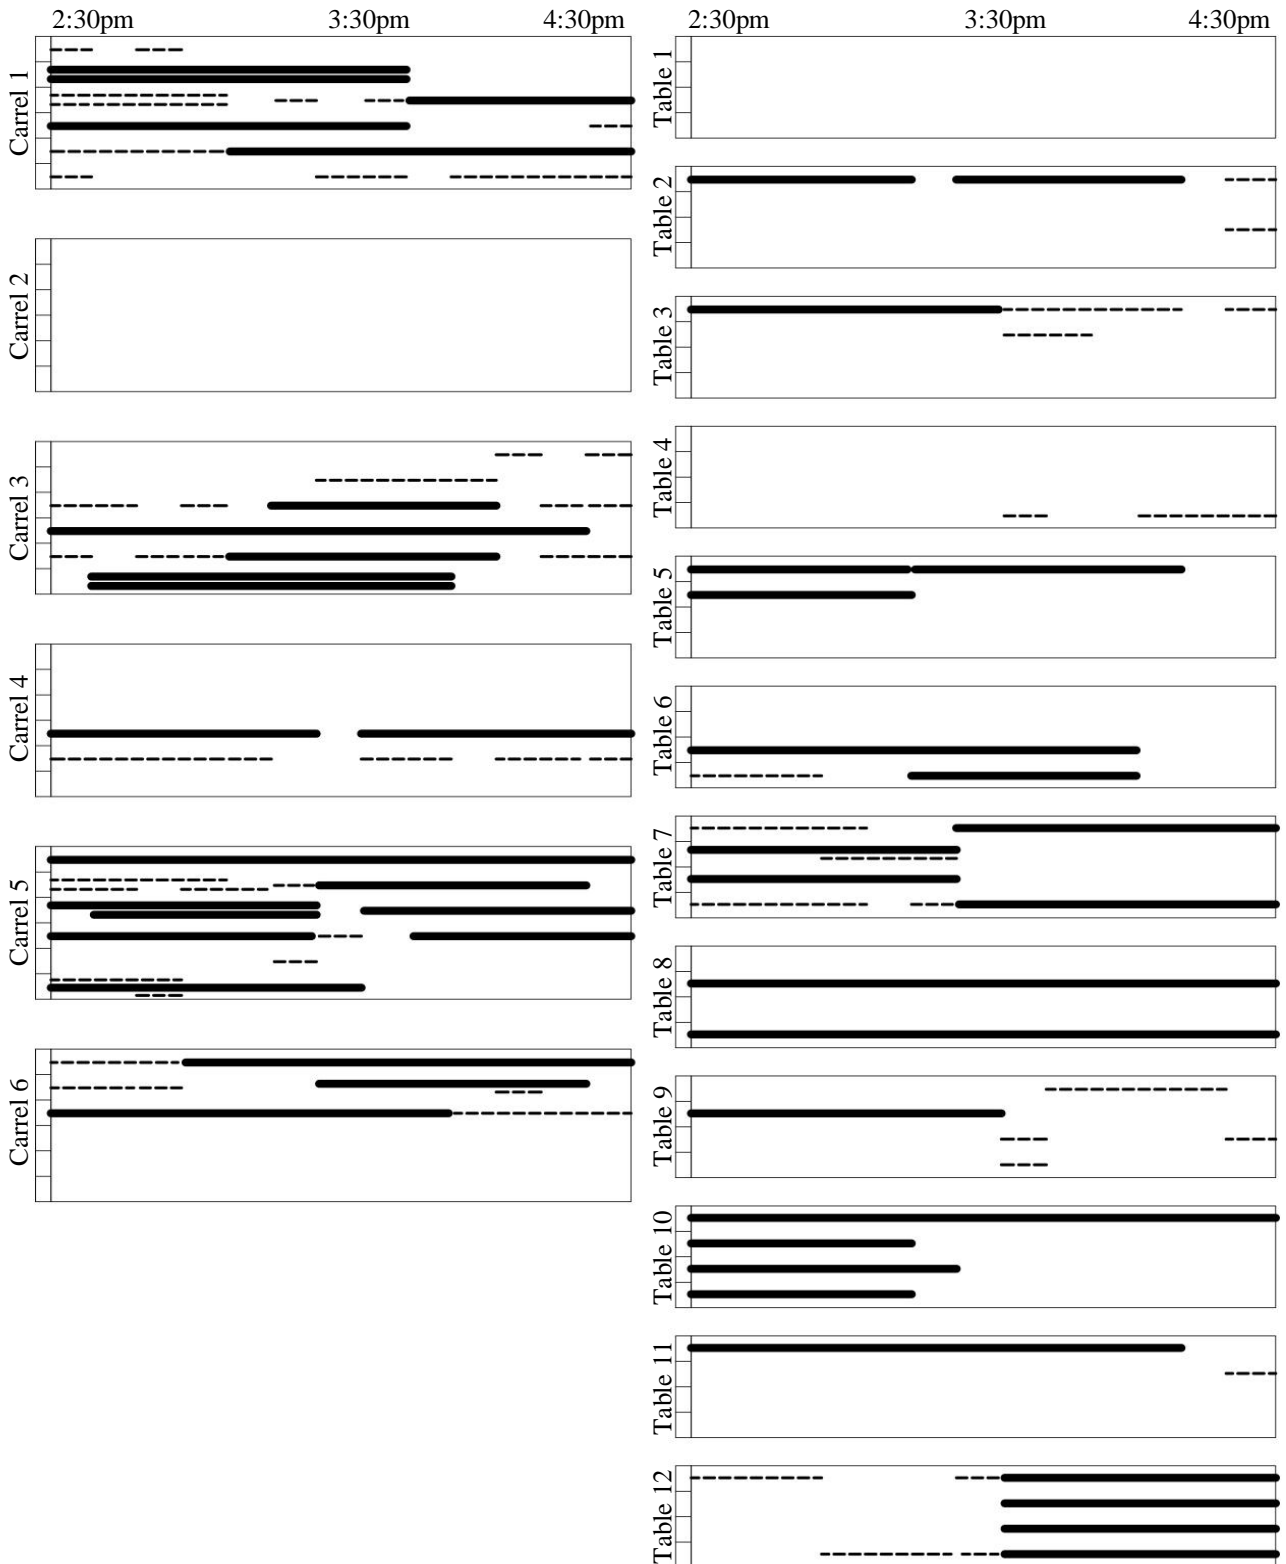 2:30pm 3:30pm 4:30pm
Carrel 1
Carrel 2
Carrel 3
Carrel 4
Carrel 5
Carrel 6
2:30pm 3:30pm 4:30pm
Table 1
Table 2
Table 3
Table 4
Table 5
Table 6
Table 7
Table 8
Table 9
Table 10
Table 11
Table 12